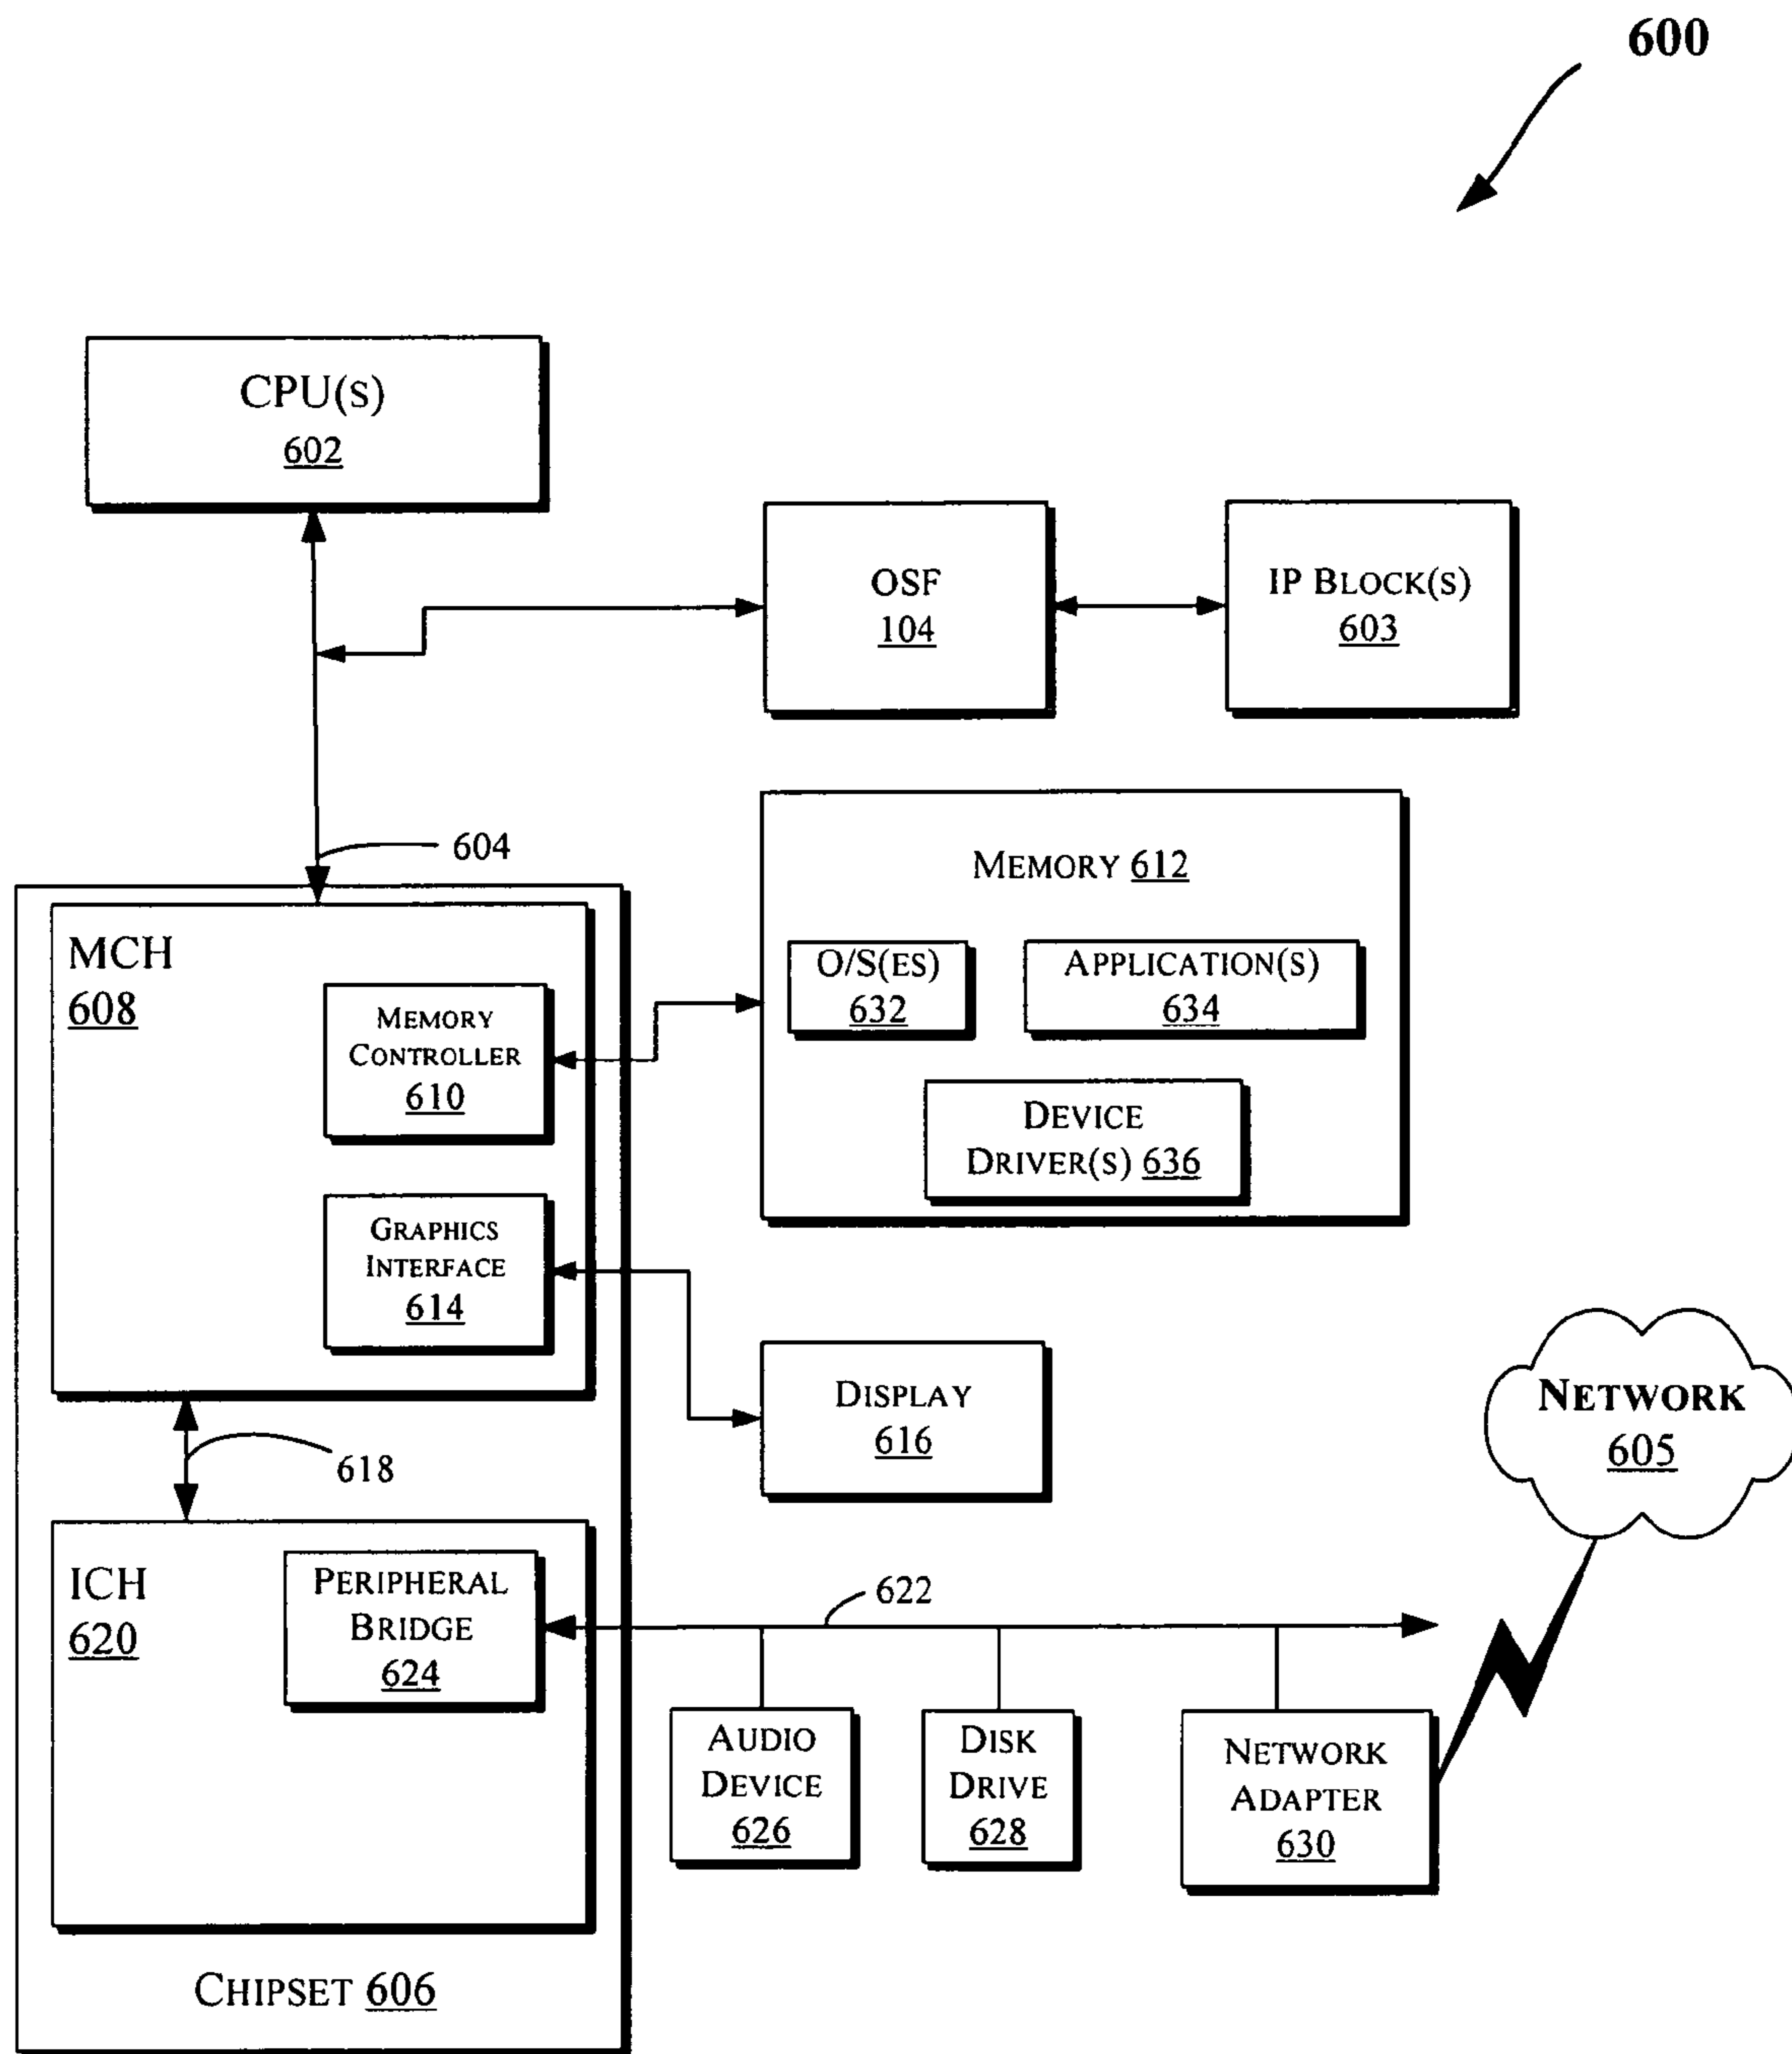 600
CPU(S)
602
OSF
104
IP BLOCK(S)
603
604
MEMORY 612
O/S(ES)
632
APPLICATION(S)
634
DEVICE
DRIVER(S) 636
MCH
608
MEMORY
CONTROLLER
610
GRAPHICS
INTERFACE
614
DISPLAY
616
NETWORK
605
618
ICH
620
PERIPHERAL
BRIDGE
624
622
AUDIO
DEVICE
626
DISK
DRIVE
628
NETWORK
ADAPTER
630
CHIPSET 606